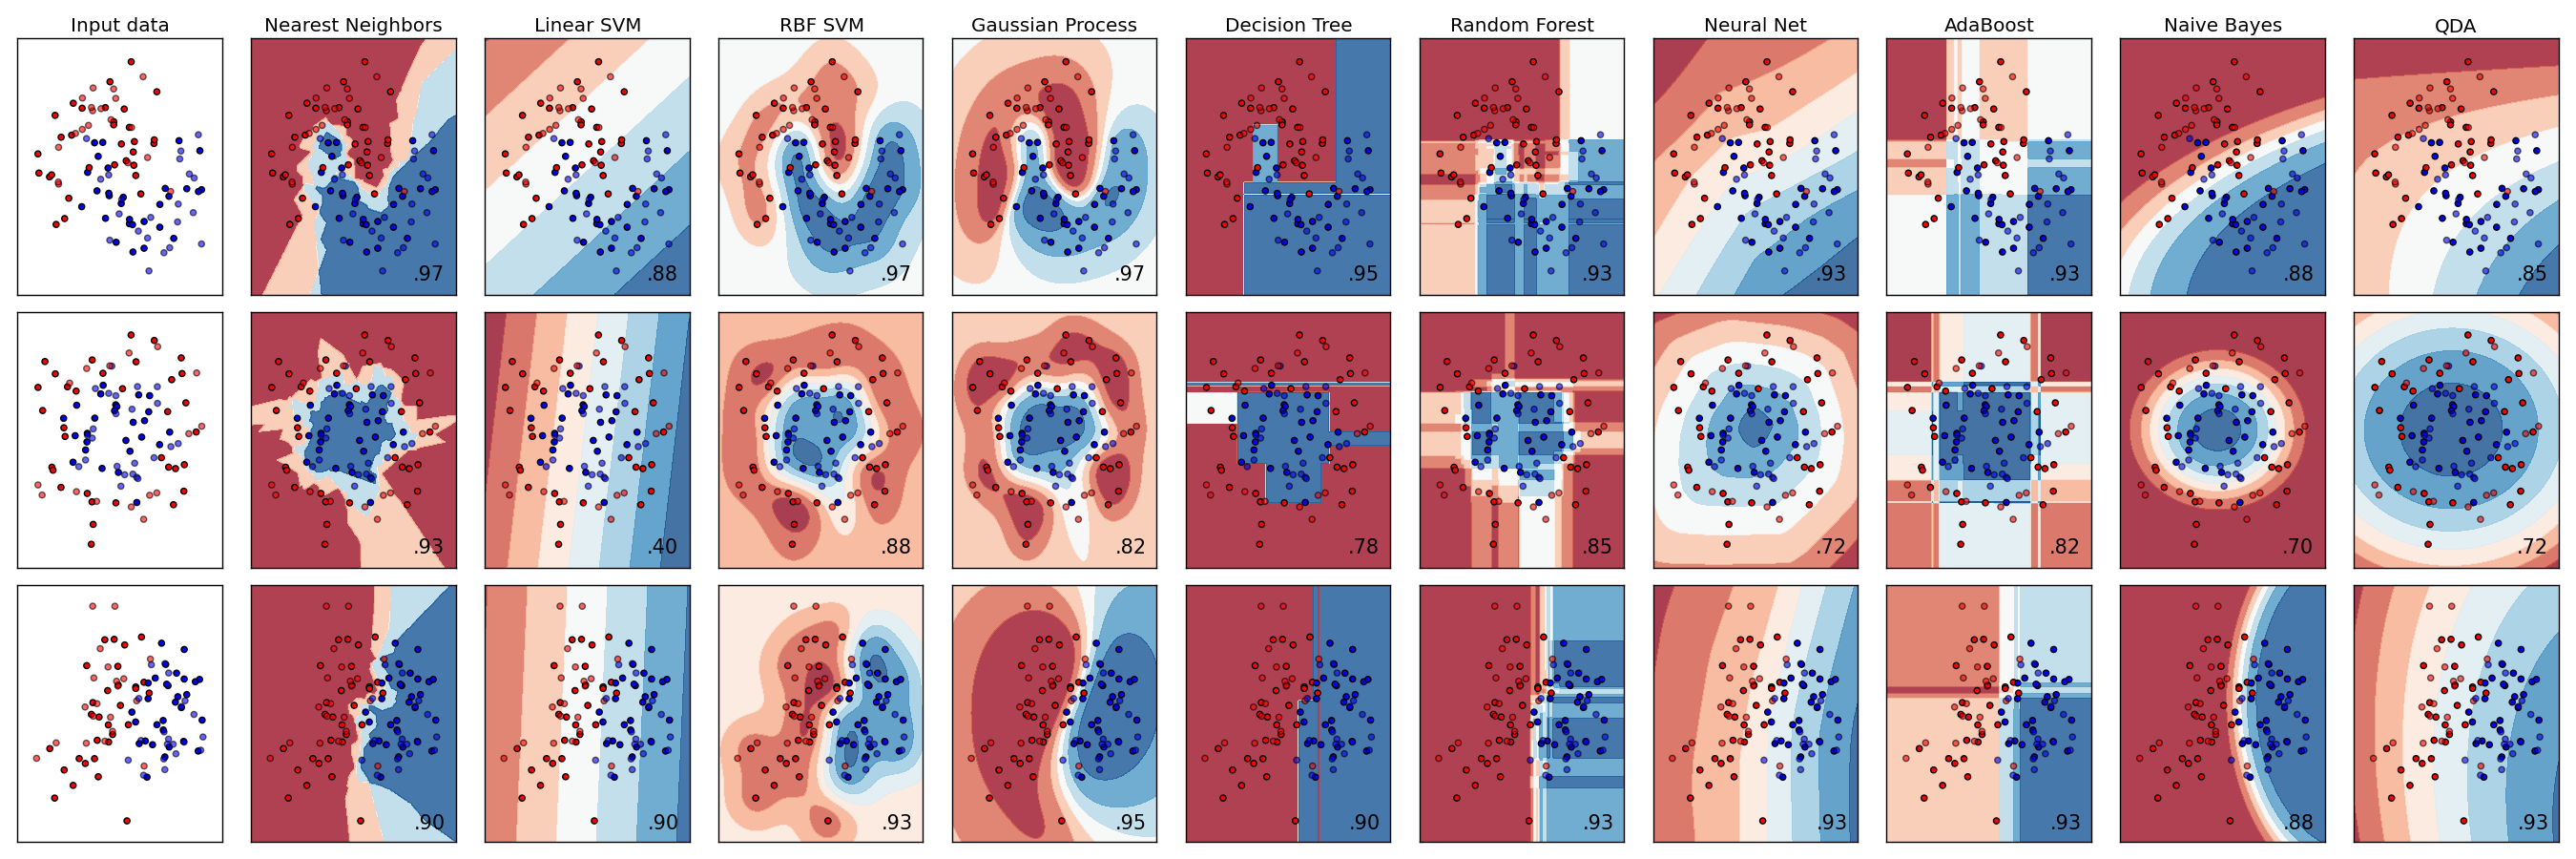 Input data Nearest Neighbors Linear SVM RBF SVM Gaussian Process Decision Tree Random Forest Neural Net AdaBoost Naive Bayes QDA
.97 .88 .97 .97 .95 .93 .93 .93 .88 .85
.93 .40 .88 .82 .78 .85 .72 .82 .70 .72
.90 .90 .93 .95 .90 .93 .93 .93 .88 .93